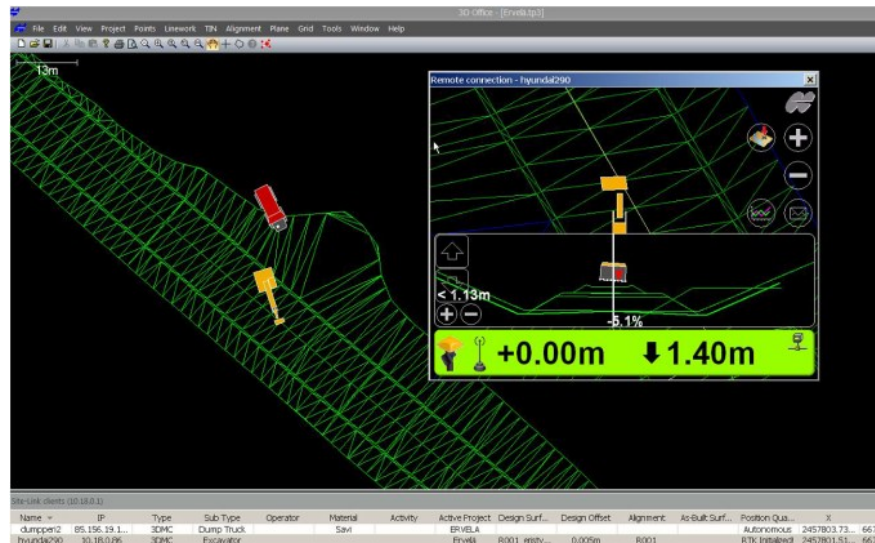 3D-Office - [Ervela.tp3]
File Edit View Project Points Linework TIN Alignment Plane Grid Tools Window Help
13m
Remote connection - hyundai290
< 1.13m
-5.1%
+0.00m 1.40m
Site-Link clients (10.18.0.1)
Name IP Type Sub Type Operator Material Activity Active Project Design Surf... Design Offset Alignment As-Built Surf... Position Qua... X
dumpperi2 85.156.19.1... 3DMC Dump Truck Savi ERVELA Autonomous 2457803.73... 667
hyundai290 10.18.0.86 3DMC Excavator Ervela R001_ensty... 0.005m R001 RTK Initialized 2457801.51... 667